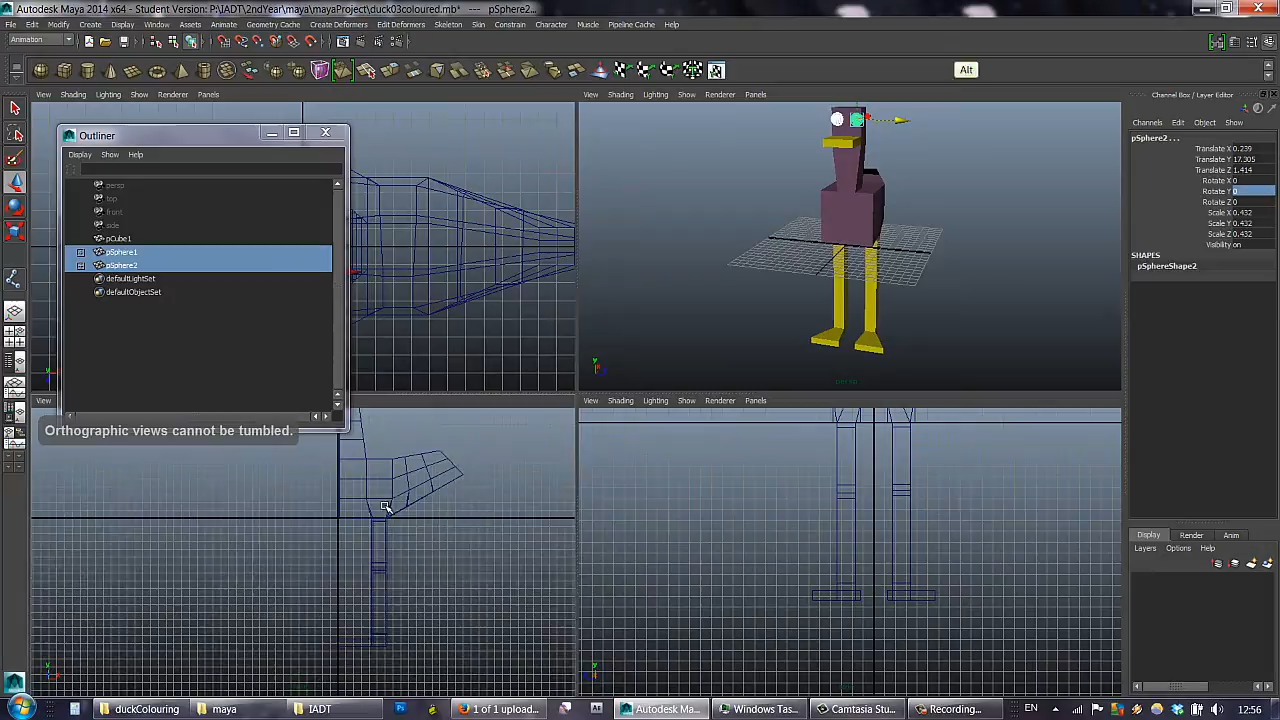 Autodesk Maya 2014 x64 - Student Version: P:\IADT\2ndYear\maya\mayaProject\duck03coloured.mb* --- pSphere2...
File Edit Modify Create Display Window Assets Animate Geometry Cache Create Deformers Edit Deformers Skeleton Skin Constrain Character Muscle Pipeline Cache Help
Animation
Alt
View Shading Lighting Show Renderer Panels
View Shading Lighting Show Renderer Panels
Channel Box / Layer Editor
Channels Edit Object Show
pSphere2 ...
Translate X 0.239
Translate Y 17.305
Translate Z 1.414
Rotate X 0
Rotate Y 0
Rotate Z 0
Scale X 0.432
Scale Y 0.432
Scale Z 0.432
Visibility on
SHAPES
pSphereShape2
Outliner
Display Show Help
persp
top
front
side
pCube1
pSphere1
pSphere2
defaultLightSet
defaultObjectSet
persp
View
View Shading Lighting Show Renderer Panels
Orthographic views cannot be tumbled.
Display Render Anim
Layers Options Help
duckColouring
maya
IADT
1 of 1 upload...
Autodesk Ma...
Windows Tas...
Camtasia Stu...
Recording...
EN
12:56